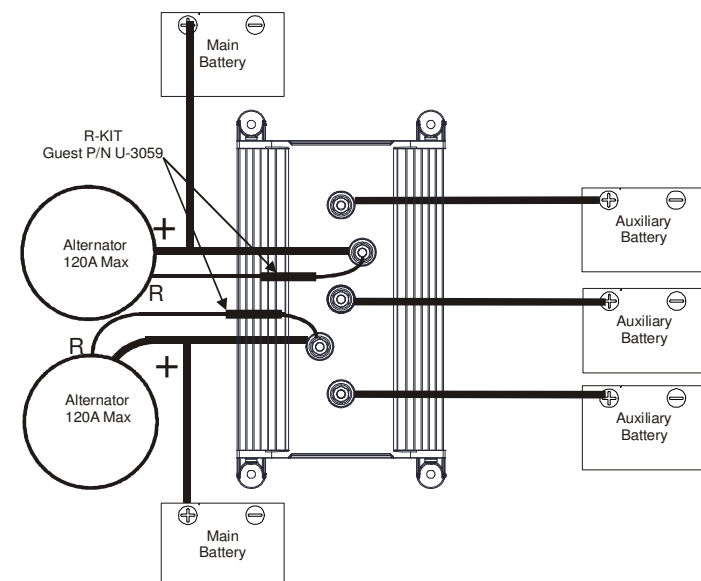 Main
Battery
R-KIT
Guest P/N U-3059
Alternator
120A Max
+
R
Auxiliary
Battery
Auxiliary
Battery
R
+
Alternator
120A Max
Auxiliary
Battery
Main
Battery